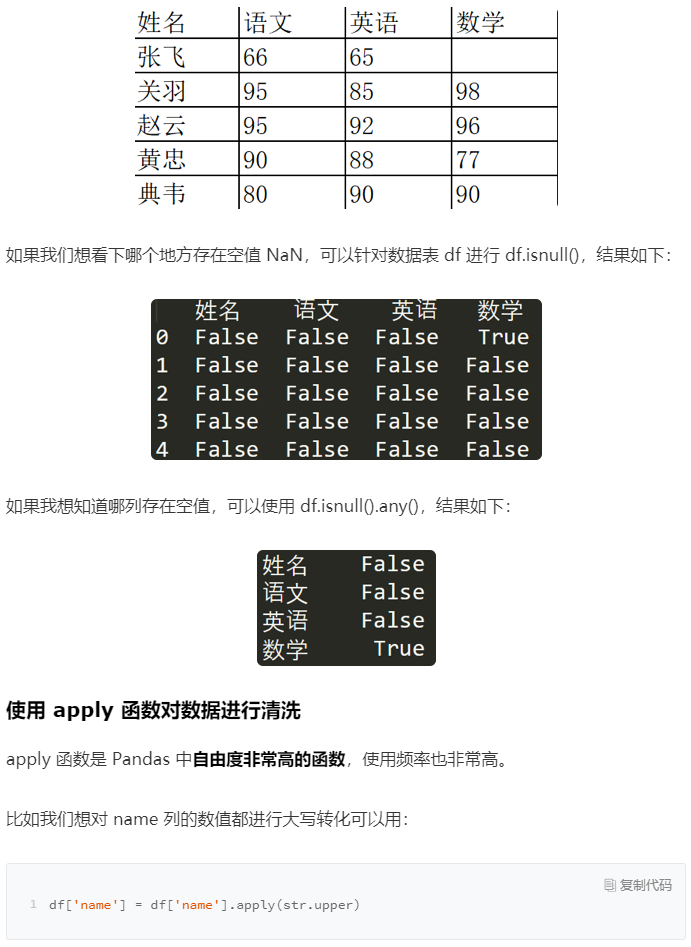 姓名 语文 英语 数学
张飞 66 65
关羽 95 85 98
赵云 95 92 96
黄忠 90 88 77
典韦 80 90 90
如果我们想看下哪个地方存在空值 NaN，可以针对数据表 df 进行 df.isnull()，结果如下：
姓名 语文 英语 数学
0 False False False True
1 False False False False
2 False False False False
3 False False False False
4 False False False False
如果我想知道哪列存在空值，可以使用 df.isnull().any()，结果如下：
姓名 False
语文 False
英语 False
数学 True
使用 apply 函数对数据进行清洗
apply 函数是 Pandas 中自由度非常高的函数，使用频率也非常高。
比如我们想对 name 列的数值都进行大写转化可以用：
复制代码
1 df['name'] = df['name'].apply(str.upper)